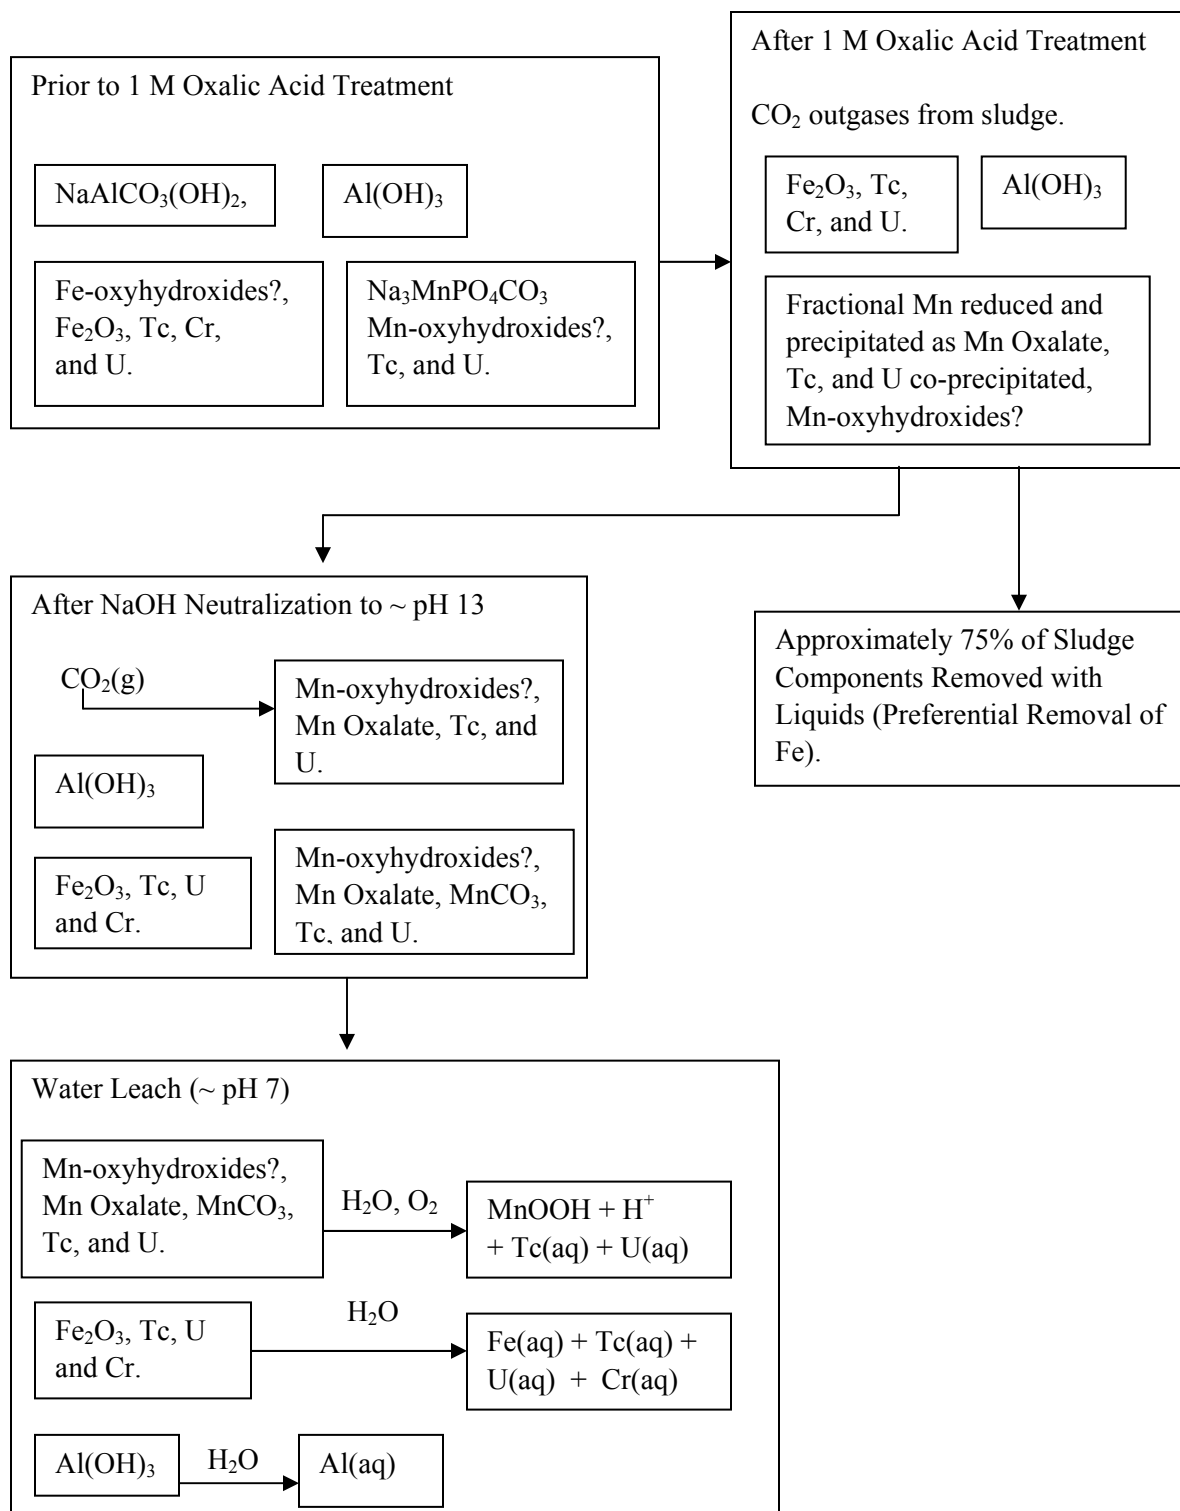 Prior to 1 M Oxalic Acid Treatment
NaAlCO₃(OH)₂,
Al(OH)₃
Fe-oxyhydroxides?,
Fe₂O₃, Tc, Cr,
and U.
Na₃MnPO₄CO₃
Mn-oxyhydroxides?,
Tc, and U.
After 1 M Oxalic Acid Treatment
CO₂ outgases from sludge.
Fe₂O₃, Tc,
Cr, and U.
Al(OH)₃
Fractional Mn reduced and
precipitated as Mn Oxalate,
Tc, and U co-precipitated,
Mn-oxyhydroxides?
After NaOH Neutralization to ~ pH 13
CO₂(g)
Mn-oxyhydroxides?,
Mn Oxalate, Tc, and
U.
Al(OH)₃
Fe₂O₃, Tc, U
and Cr.
Mn-oxyhydroxides?,
Mn Oxalate, MnCO₃,
Tc, and U.
Approximately 75% of Sludge
Components Removed with
Liquids (Preferential Removal of
Fe).
Water Leach (~ pH 7)
Mn-oxyhydroxides?,
Mn Oxalate, MnCO₃,
Tc, and U.
H₂O, O₂
MnOOH + H⁺
+ Tc(aq) + U(aq)
Fe₂O₃, Tc, U
and Cr.
H₂O
Fe(aq) + Tc(aq) +
U(aq) + Cr(aq)
Al(OH)₃
H₂O
Al(aq)